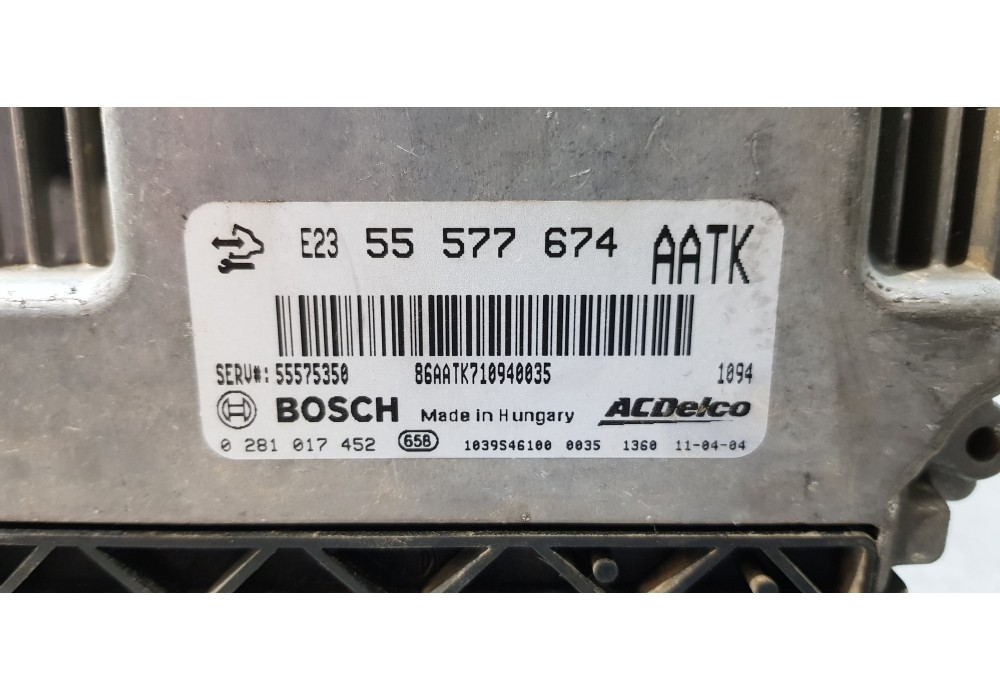 E23 55 577 674 AATK
SERV#: 55575350 86AATK710940035 1094
BOSCH Made in Hungary ACDelco
0 281 017 452 658 1039S46100 0035 1360 11-04-04